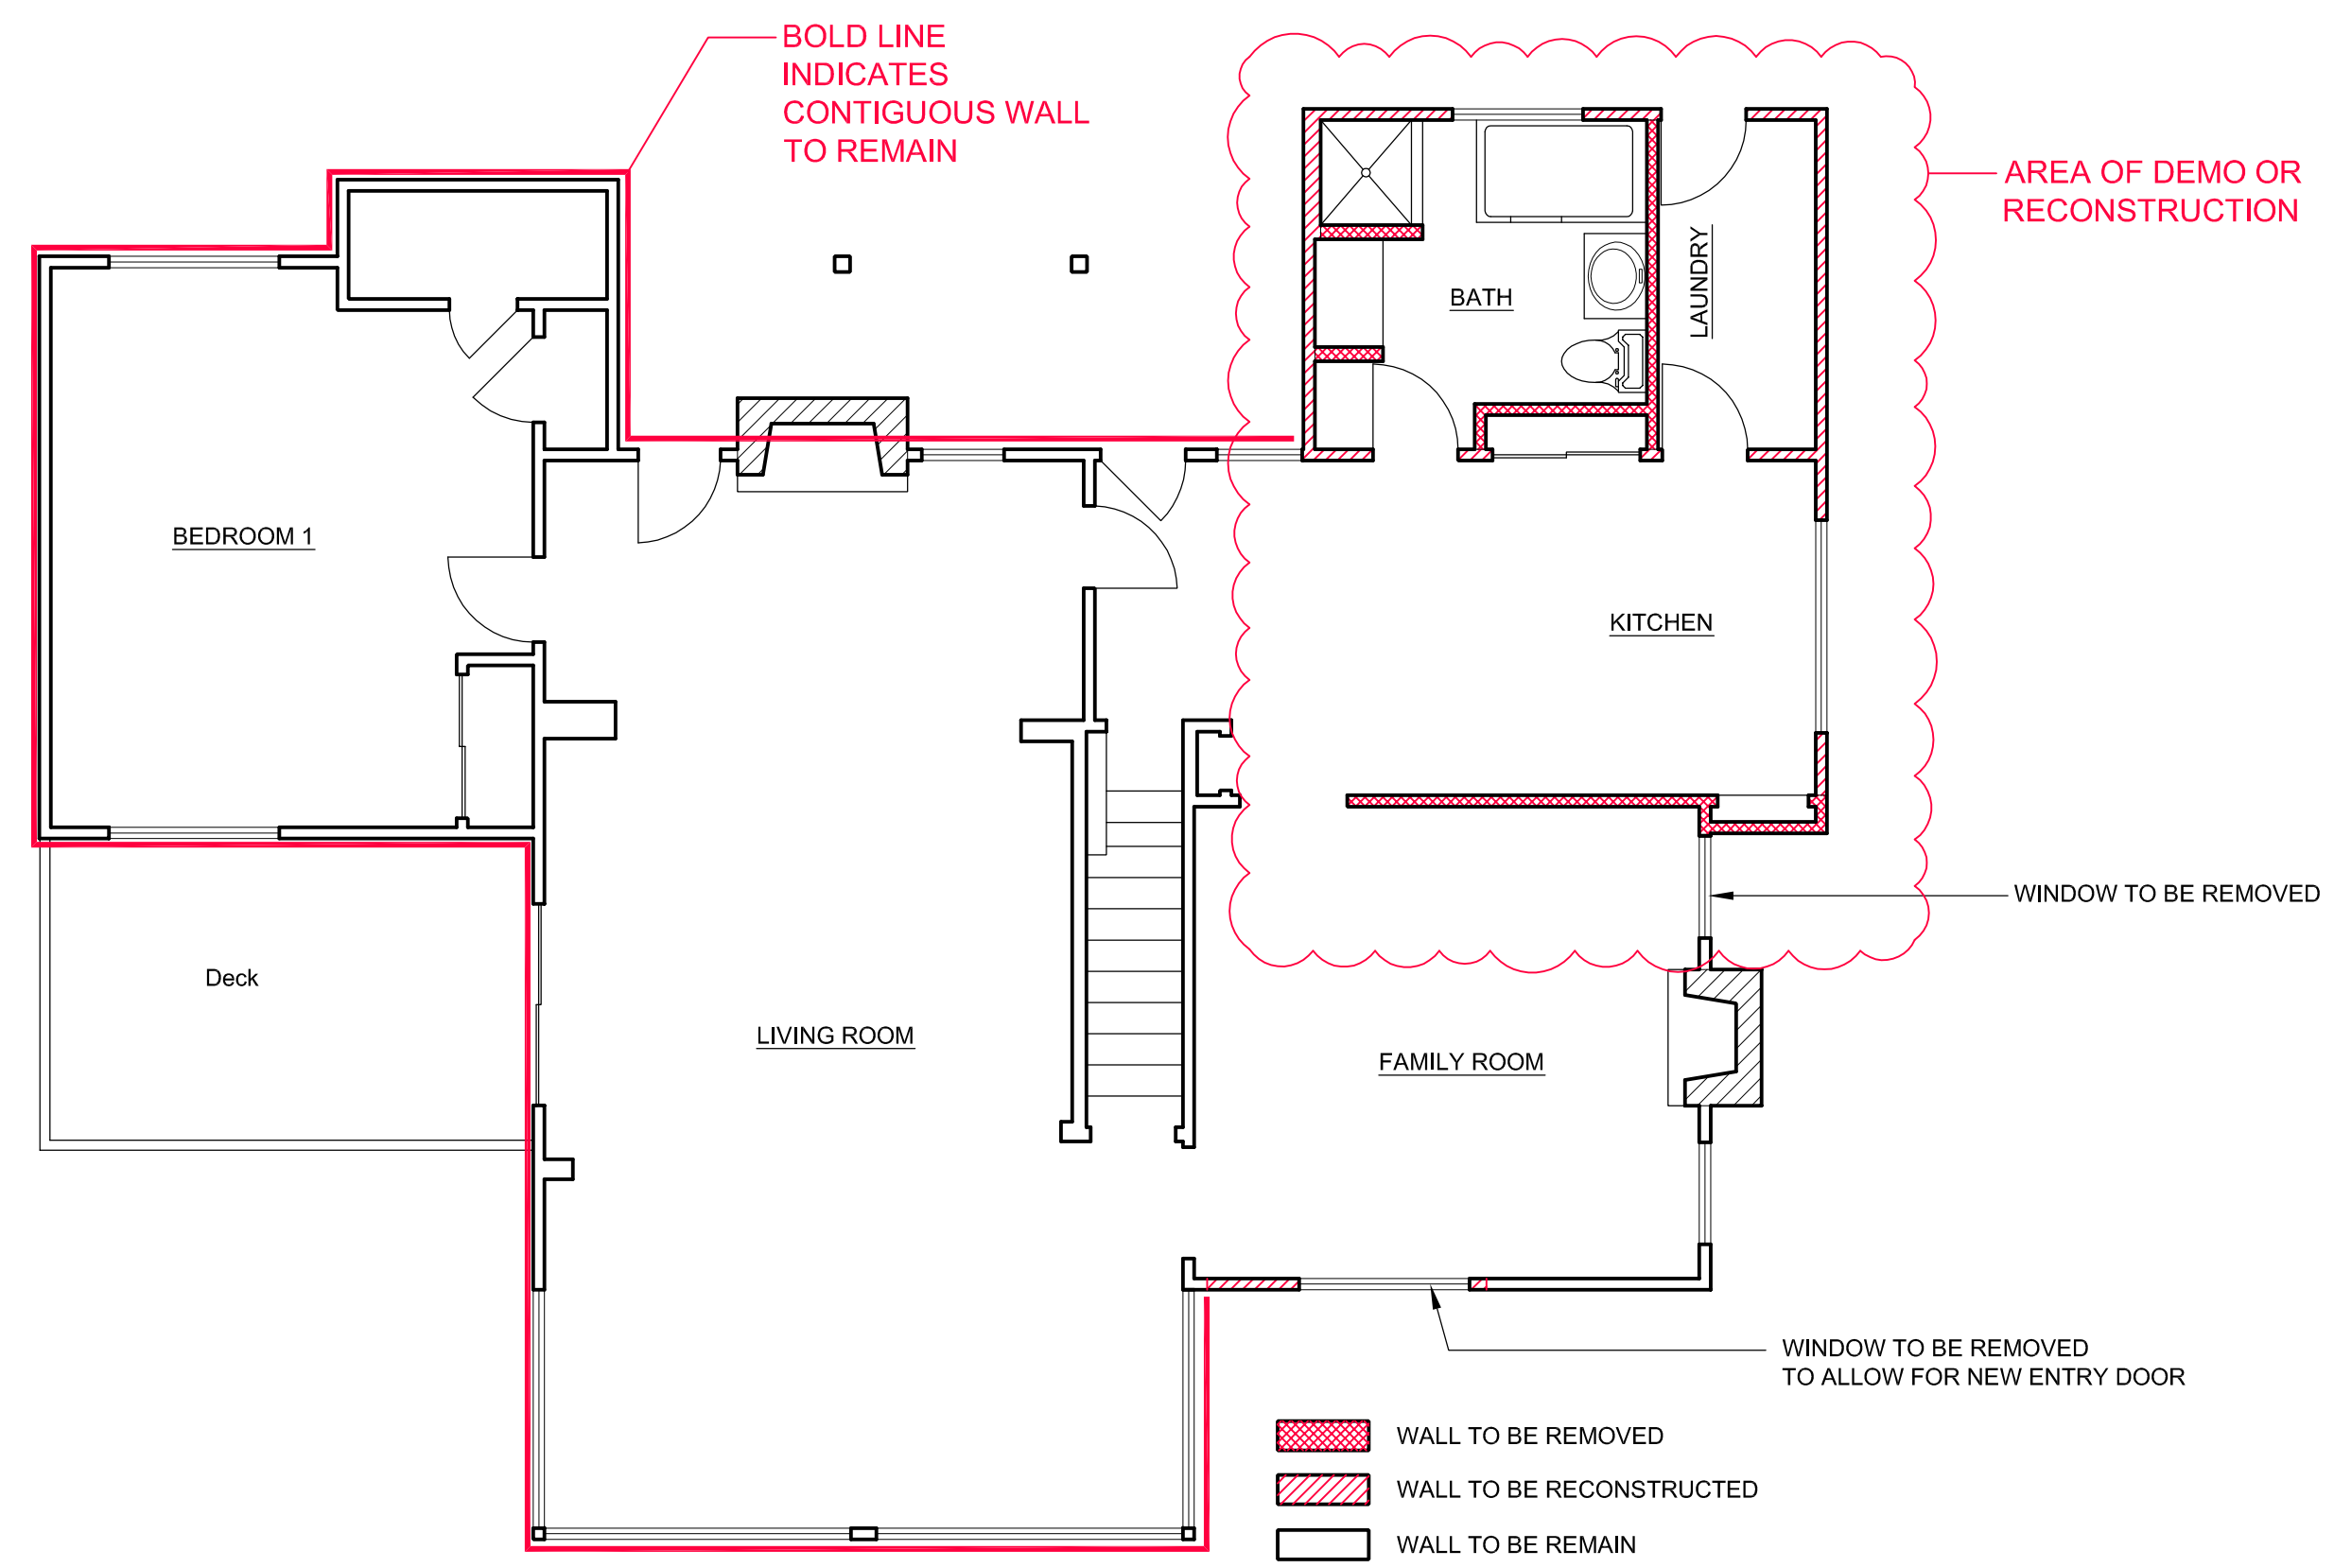 BOLD LINE
INDICATES
CONTIGUOUS WALL
TO REMAIN
AREA OF DEMO OR
RECONSTRUCTION
BATH
LAUNDRY
BEDROOM 1
KITCHEN
WINDOW TO BE REMOVED
Deck
LIVING ROOM
FAMILY ROOM
WINDOW TO BE REMOVED
TO ALLOW FOR NEW ENTRY DOOR
WALL TO BE REMOVED
WALL TO BE RECONSTRUCTED
WALL TO BE REMAIN